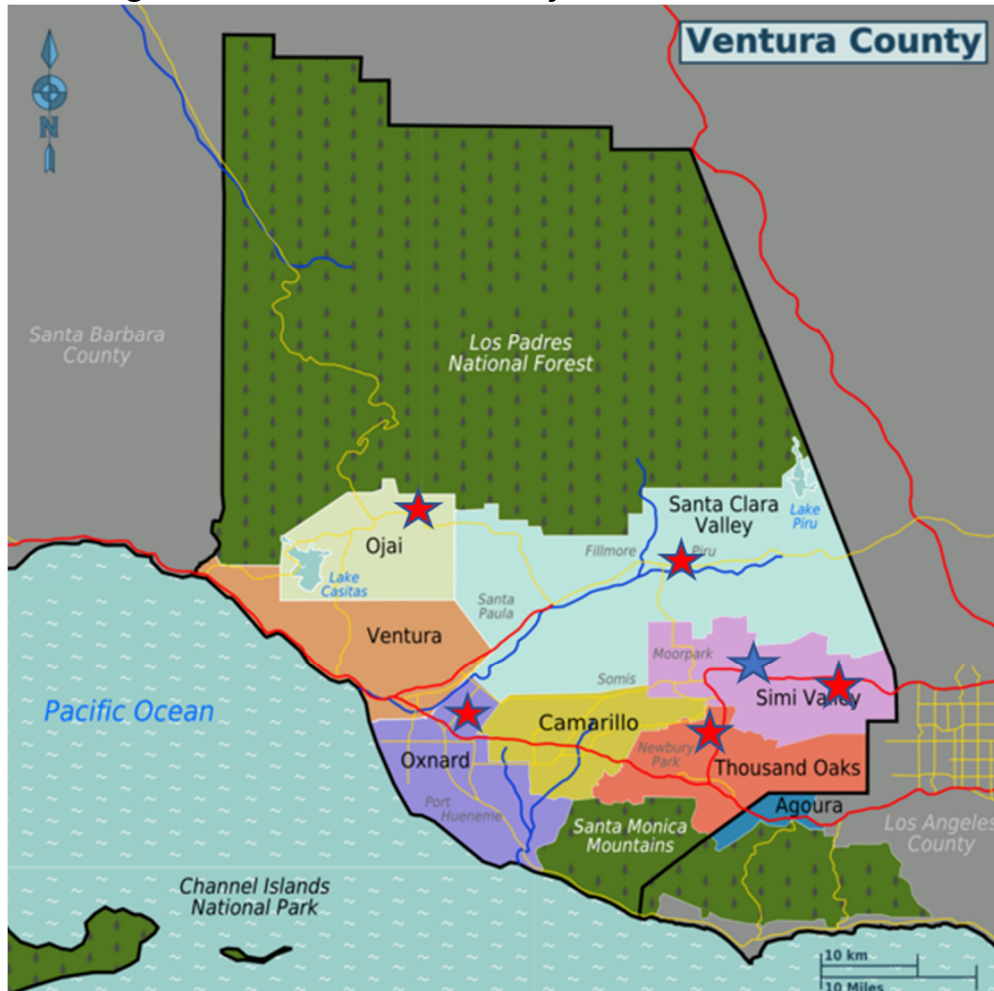 Ventura County
N
Santa Barbara
County
Los Padres
National Forest
Santa Clara
Valley
Lake
Piru
Fillmore
Piru
Ojai
Lake
Casitas
Santa
Paula
Ventura
Moorpark
Somis
Simi Valley
Pacific Ocean
Camarillo
Oxnard
Newbury
Park
Thousand Oaks
Port
Hueneme
Agoura
Santa Monica
Mountains
Los Angeles
County
Channel Islands
National Park
10 km
10 Miles